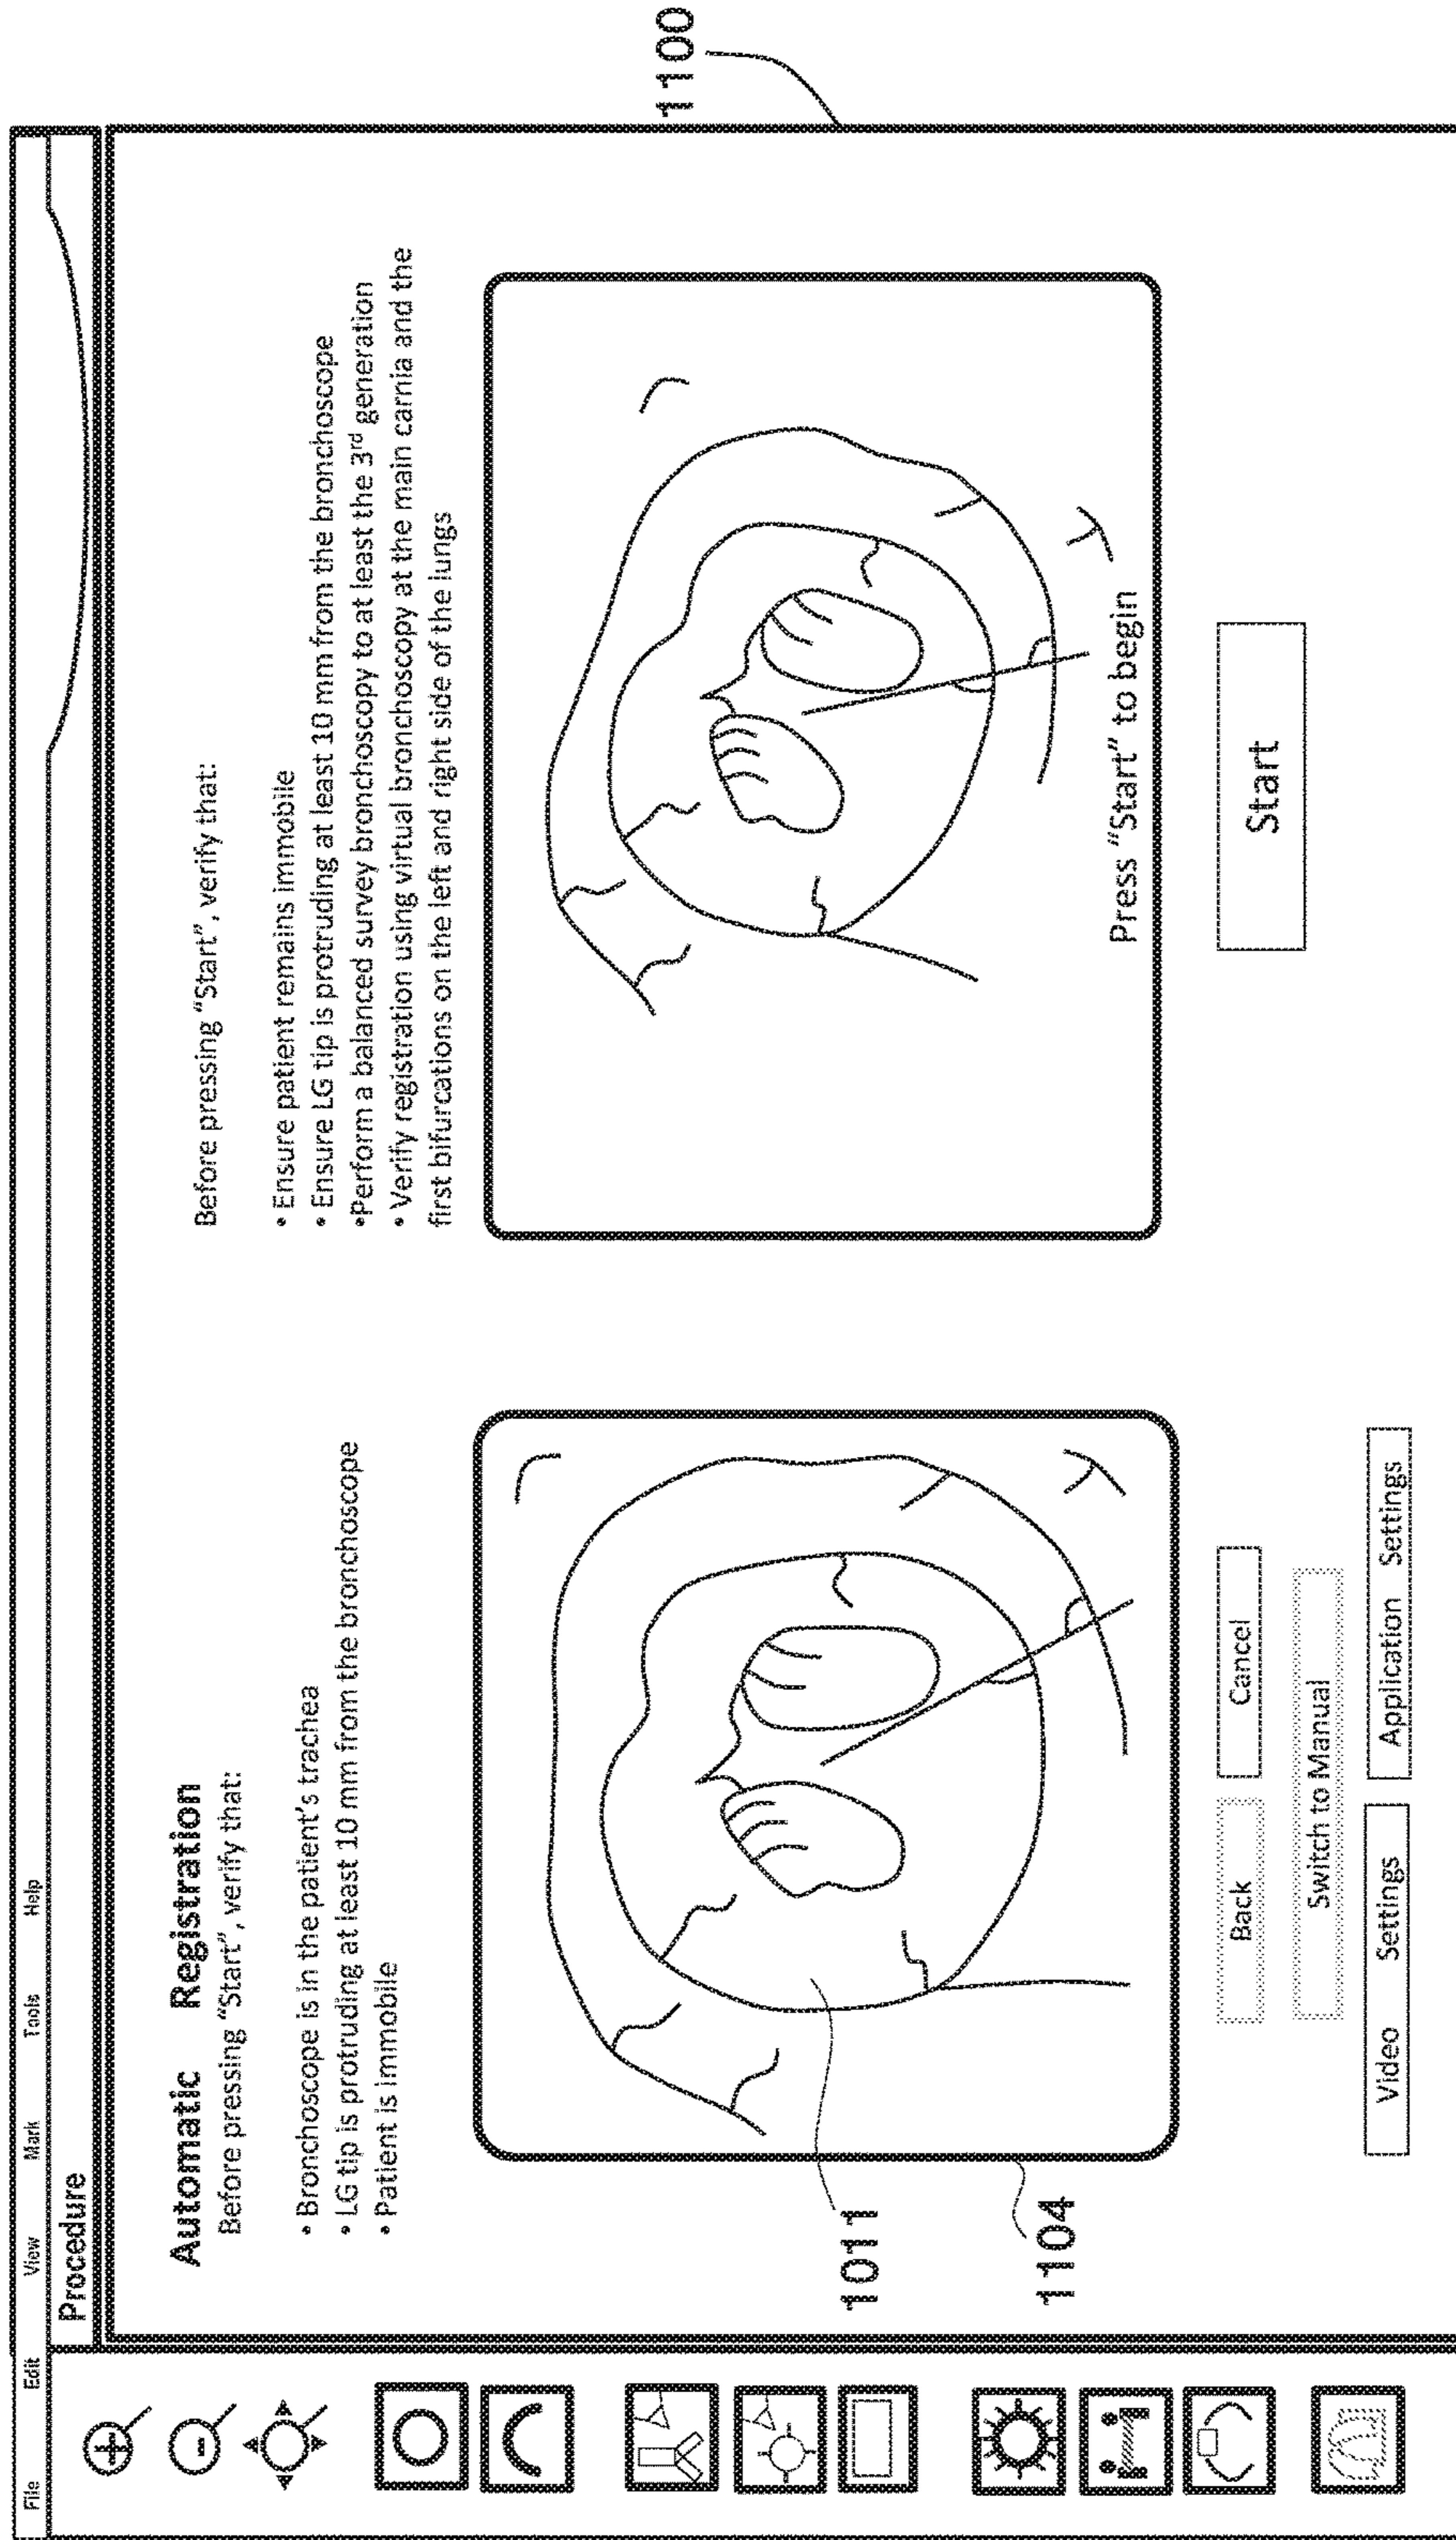 File Edit View Mark Tools Help
Procedure
Automatic Registration
Before pressing "Start", verify that:
• Bronchoscope is in the patient's trachea
• LG tip is protruding at least 10 mm from the bronchoscope
• Patient is immobile
1011
1104
Back Cancel
Switch to Manual
Video Settings Application Settings
Before pressing "Start", verify that:
• Ensure patient remains immobile
• Ensure LG tip is protruding at least 10 mm from the bronchoscope
•Perform a balanced survey bronchoscopy to at least the 3rd generation
• Verify registration using virtual bronchoscopy at the main carnia and the
first bifurcations on the left and right side of the lungs
Press "Start" to begin
Start
1100